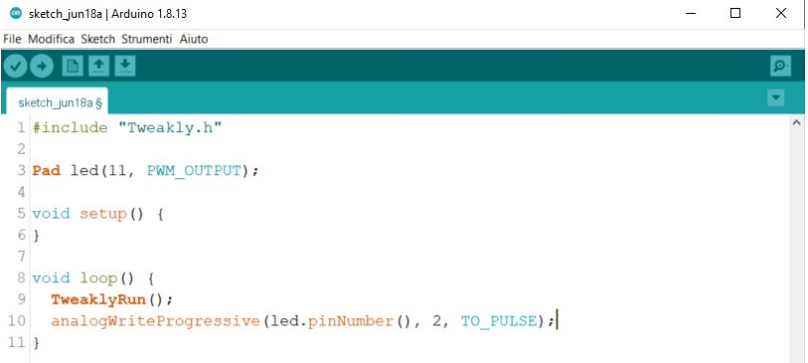 sketch_jun18a | Arduino 1.8.13
File Modifica Sketch Strumenti Aiuto
sketch_jun18a §
1 #include "Tweakly.h"
2
3 Pad led(11, PWM_OUTPUT);
4
5 void setup() {
6 }
7
8 void loop() {
9   TweaklyRun();
10   analogWriteProgressive(led.pinNumber(), 2, TO_PULSE);
11 }